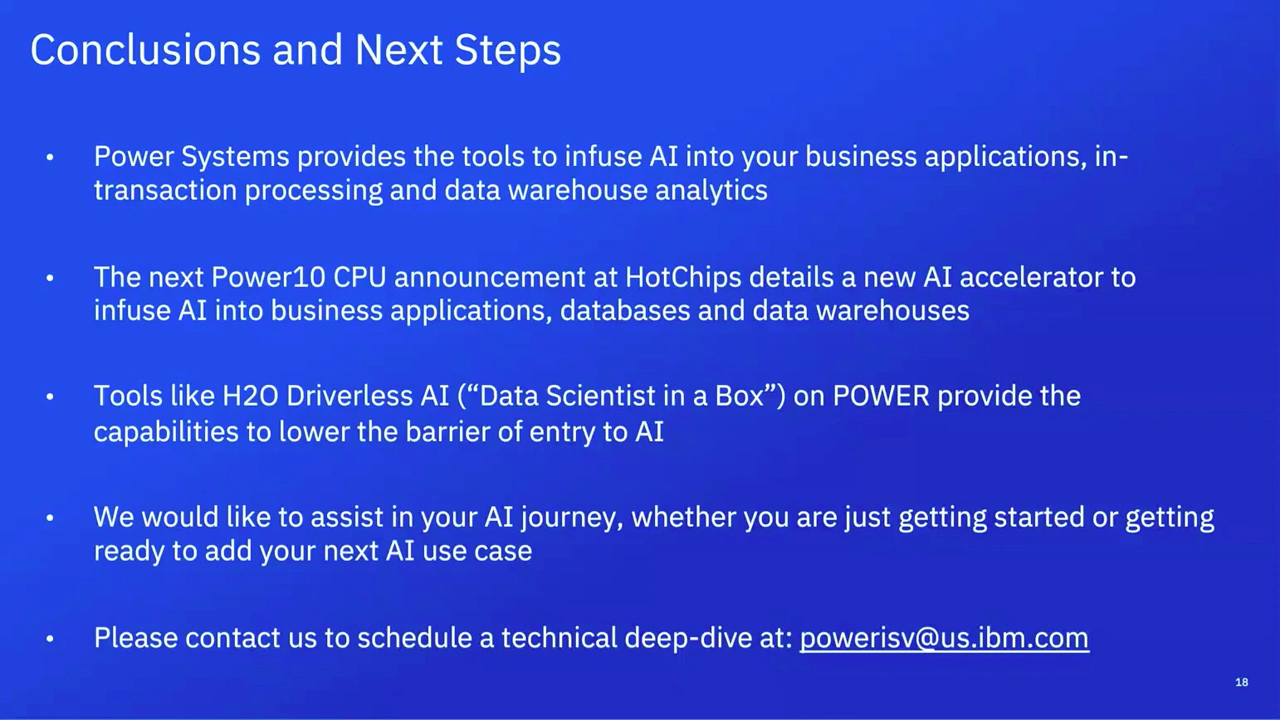 Conclusions and Next Steps
• Power Systems provides the tools to infuse AI into your business applications, in-
transaction processing and data warehouse analytics
• The next Power10 CPU announcement at HotChips details a new AI accelerator to
infuse AI into business applications, databases and data warehouses
• Tools like H2O Driverless AI (“Data Scientist in a Box”) on POWER provide the
capabilities to lower the barrier of entry to AI
• We would like to assist in your AI journey, whether you are just getting started or getting
ready to add your next AI use case
• Please contact us to schedule a technical deep-dive at: powerisv@us.ibm.com
18